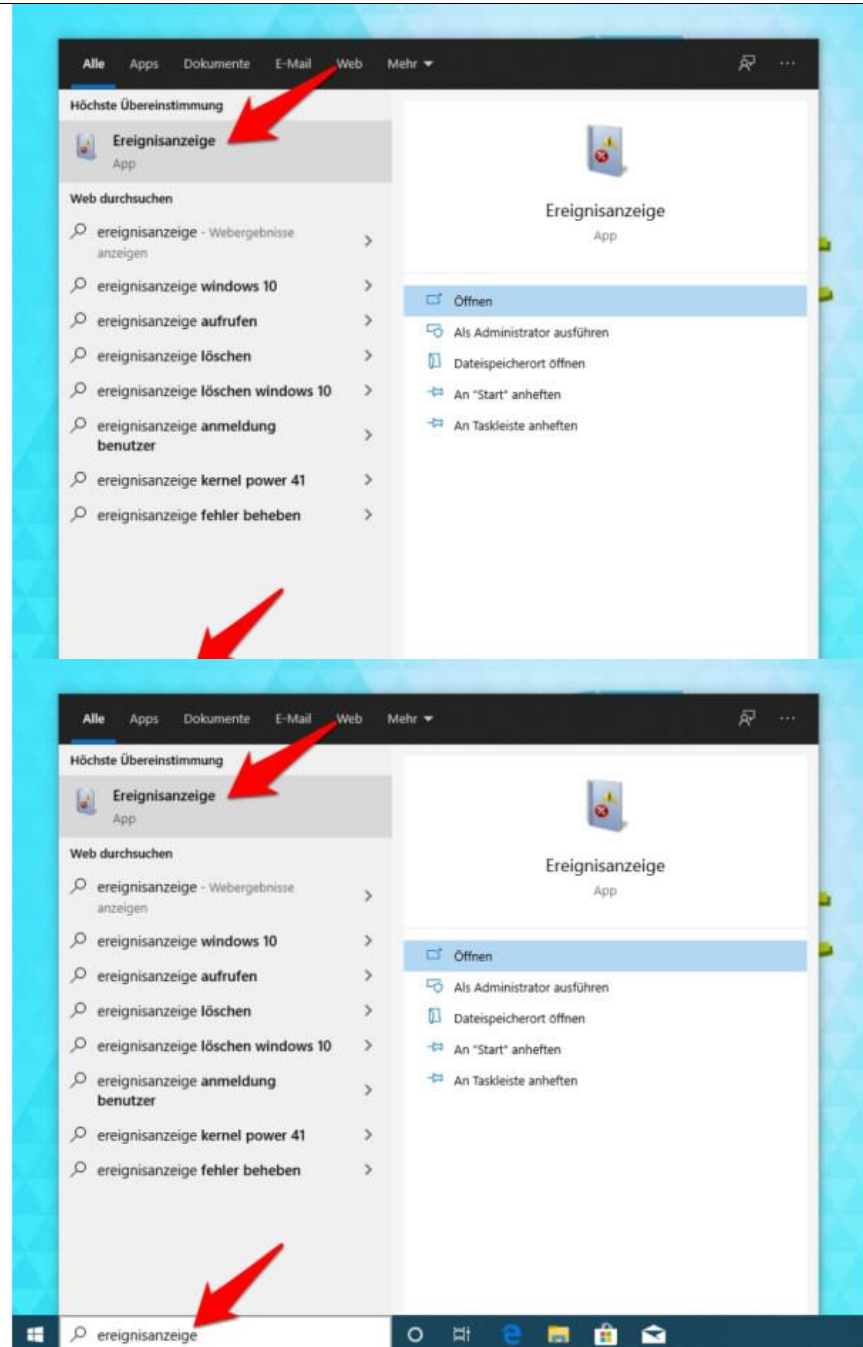 Alle Apps Dokumente E-Mail Web Mehr
Höchste Übereinstimmung
Ereignisanzeige
App
Web durchsuchen
ereignisanzeige - Webergebnisse
anzeigen
ereignisanzeige windows 10
ereignisanzeige aufrufen
ereignisanzeige löschen
ereignisanzeige löschen windows 10
ereignisanzeige anmeldung
benutzer
ereignisanzeige kernel power 41
ereignisanzeige fehler beheben
Ereignisanzeige
App
Öffnen
Als Administrator ausführen
Dateispeicherort öffnen
An "Start" anheften
An Taskleiste anheften
Alle Apps Dokumente E-Mail Web Mehr
Höchste Übereinstimmung
Ereignisanzeige
App
Web durchsuchen
ereignisanzeige - Webergebnisse
anzeigen
ereignisanzeige windows 10
ereignisanzeige aufrufen
ereignisanzeige löschen
ereignisanzeige löschen windows 10
ereignisanzeige anmeldung
benutzer
ereignisanzeige kernel power 41
ereignisanzeige fehler beheben
Ereignisanzeige
App
Öffnen
Als Administrator ausführen
Dateispeicherort öffnen
An "Start" anheften
An Taskleiste anheften
ereignisanzeige